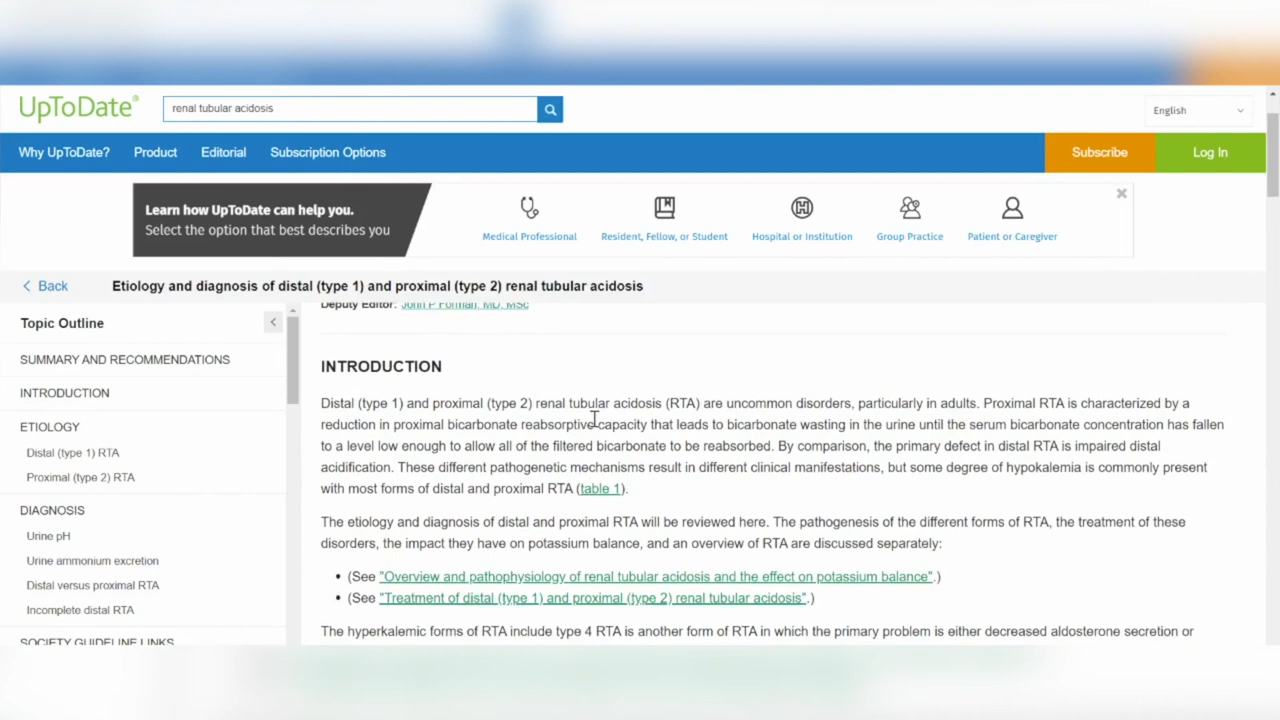 UpToDate®
renal tubular acidosis
English
Why UpToDate? Product Editorial Subscription Options Subscribe Log In
Learn how UpToDate can help you.
Select the option that best describes you
Medical Professional Resident, Fellow, or Student Hospital or Institution Group Practice Patient or Caregiver
Back
Etiology and diagnosis of distal (type 1) and proximal (type 2) renal tubular acidosis
Topic Outline
SUMMARY AND RECOMMENDATIONS
INTRODUCTION
ETIOLOGY
Distal (type 1) RTA
Proximal (type 2) RTA
DIAGNOSIS
Urine pH
Urine ammonium excretion
Distal versus proximal RTA
Incomplete distal RTA
SOCIETY GUIDELINE LINKS
Deputy Editor: John P Forman, MD, MSc
INTRODUCTION
Distal (type 1) and proximal (type 2) renal tubular acidosis (RTA) are uncommon disorders, particularly in adults. Proximal RTA is characterized by a
reduction in proximal bicarbonate reabsorptive capacity that leads to bicarbonate wasting in the urine until the serum bicarbonate concentration has fallen
to a level low enough to allow all of the filtered bicarbonate to be reabsorbed. By comparison, the primary defect in distal RTA is impaired distal
acidification. These different pathogenetic mechanisms result in different clinical manifestations, but some degree of hypokalemia is commonly present
with most forms of distal and proximal RTA (table 1).
The etiology and diagnosis of distal and proximal RTA will be reviewed here. The pathogenesis of the different forms of RTA, the treatment of these
disorders, the impact they have on potassium balance, and an overview of RTA are discussed separately:
• (See "Overview and pathophysiology of renal tubular acidosis and the effect on potassium balance".)
• (See "Treatment of distal (type 1) and proximal (type 2) renal tubular acidosis".)
The hyperkalemic forms of RTA include type 4 RTA is another form of RTA in which the primary problem is either decreased aldosterone secretion or